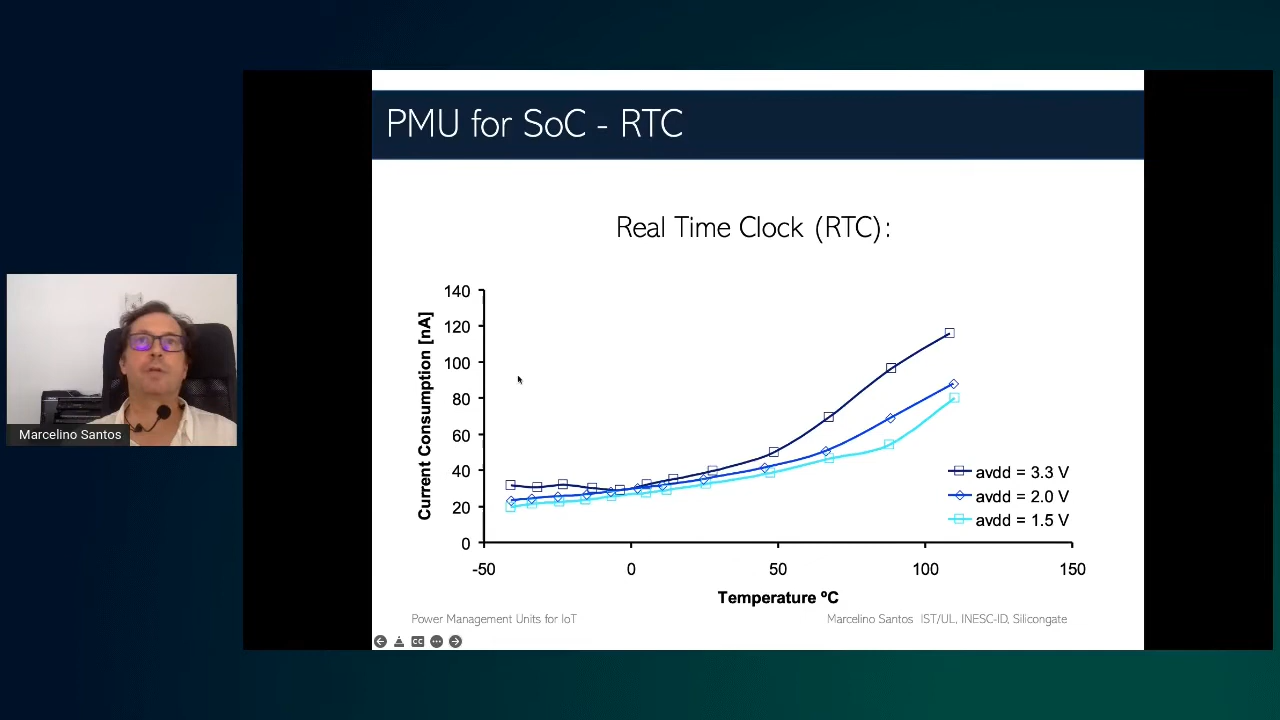 PMU for SoC - RTC
Real Time Clock (RTC):
Current Consumption [nA]
140
120
100
80
60
40
20
0
-50
0
50
100
150
Temperature ºC
avdd = 3.3 V
avdd = 2.0 V
avdd = 1.5 V
Power Management Units for IoT
Marcelino Santos IST/UL, INESC-ID, Silicongate
CC
Marcelino Santos